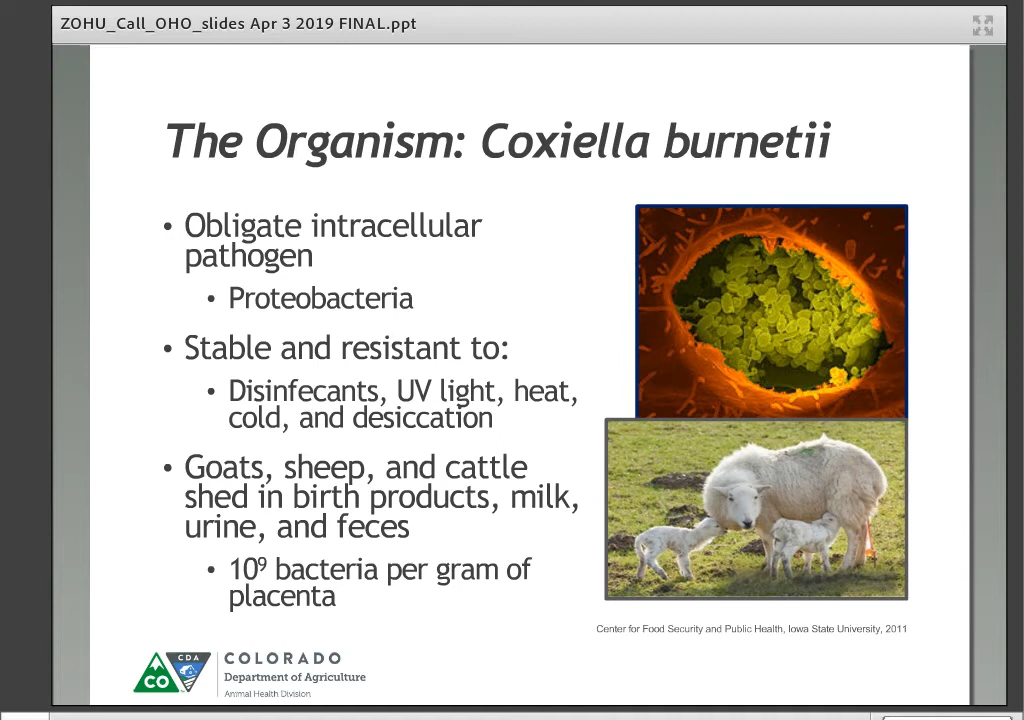 ZOHU_Call_OHO_slides Apr 3 2019 FINAL.ppt
The Organism: Coxiella burnetii
• Obligate intracellular
pathogen
• Proteobacteria
• Stable and resistant to:
• Disinfecants, UV light, heat,
cold, and desiccation
• Goats, sheep, and cattle
shed in birth products, milk,
urine, and feces
• 10⁹ bacteria per gram of
placenta
Center for Food Security and Public Health, Iowa State University, 2011
CO
CDA
COLORADO
Department of Agriculture
Animal Health Division